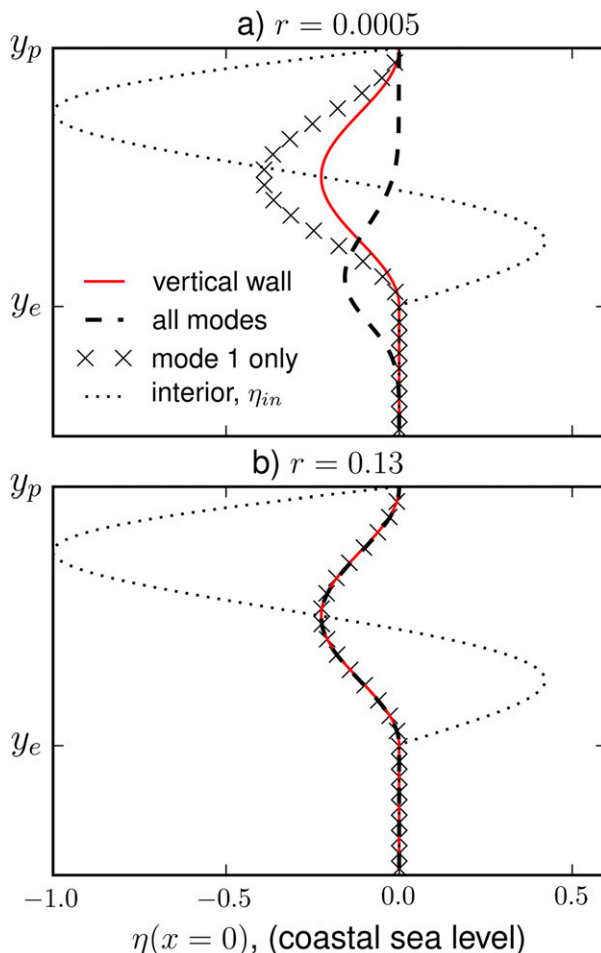 a) r = 0.0005
y_p
y_e
vertical wall
all modes
mode 1 only
interior, η_in
b) r = 0.13
y_p
y_e
-1.0 -0.5 0.0 0.5
η(x = 0), (coastal sea level)